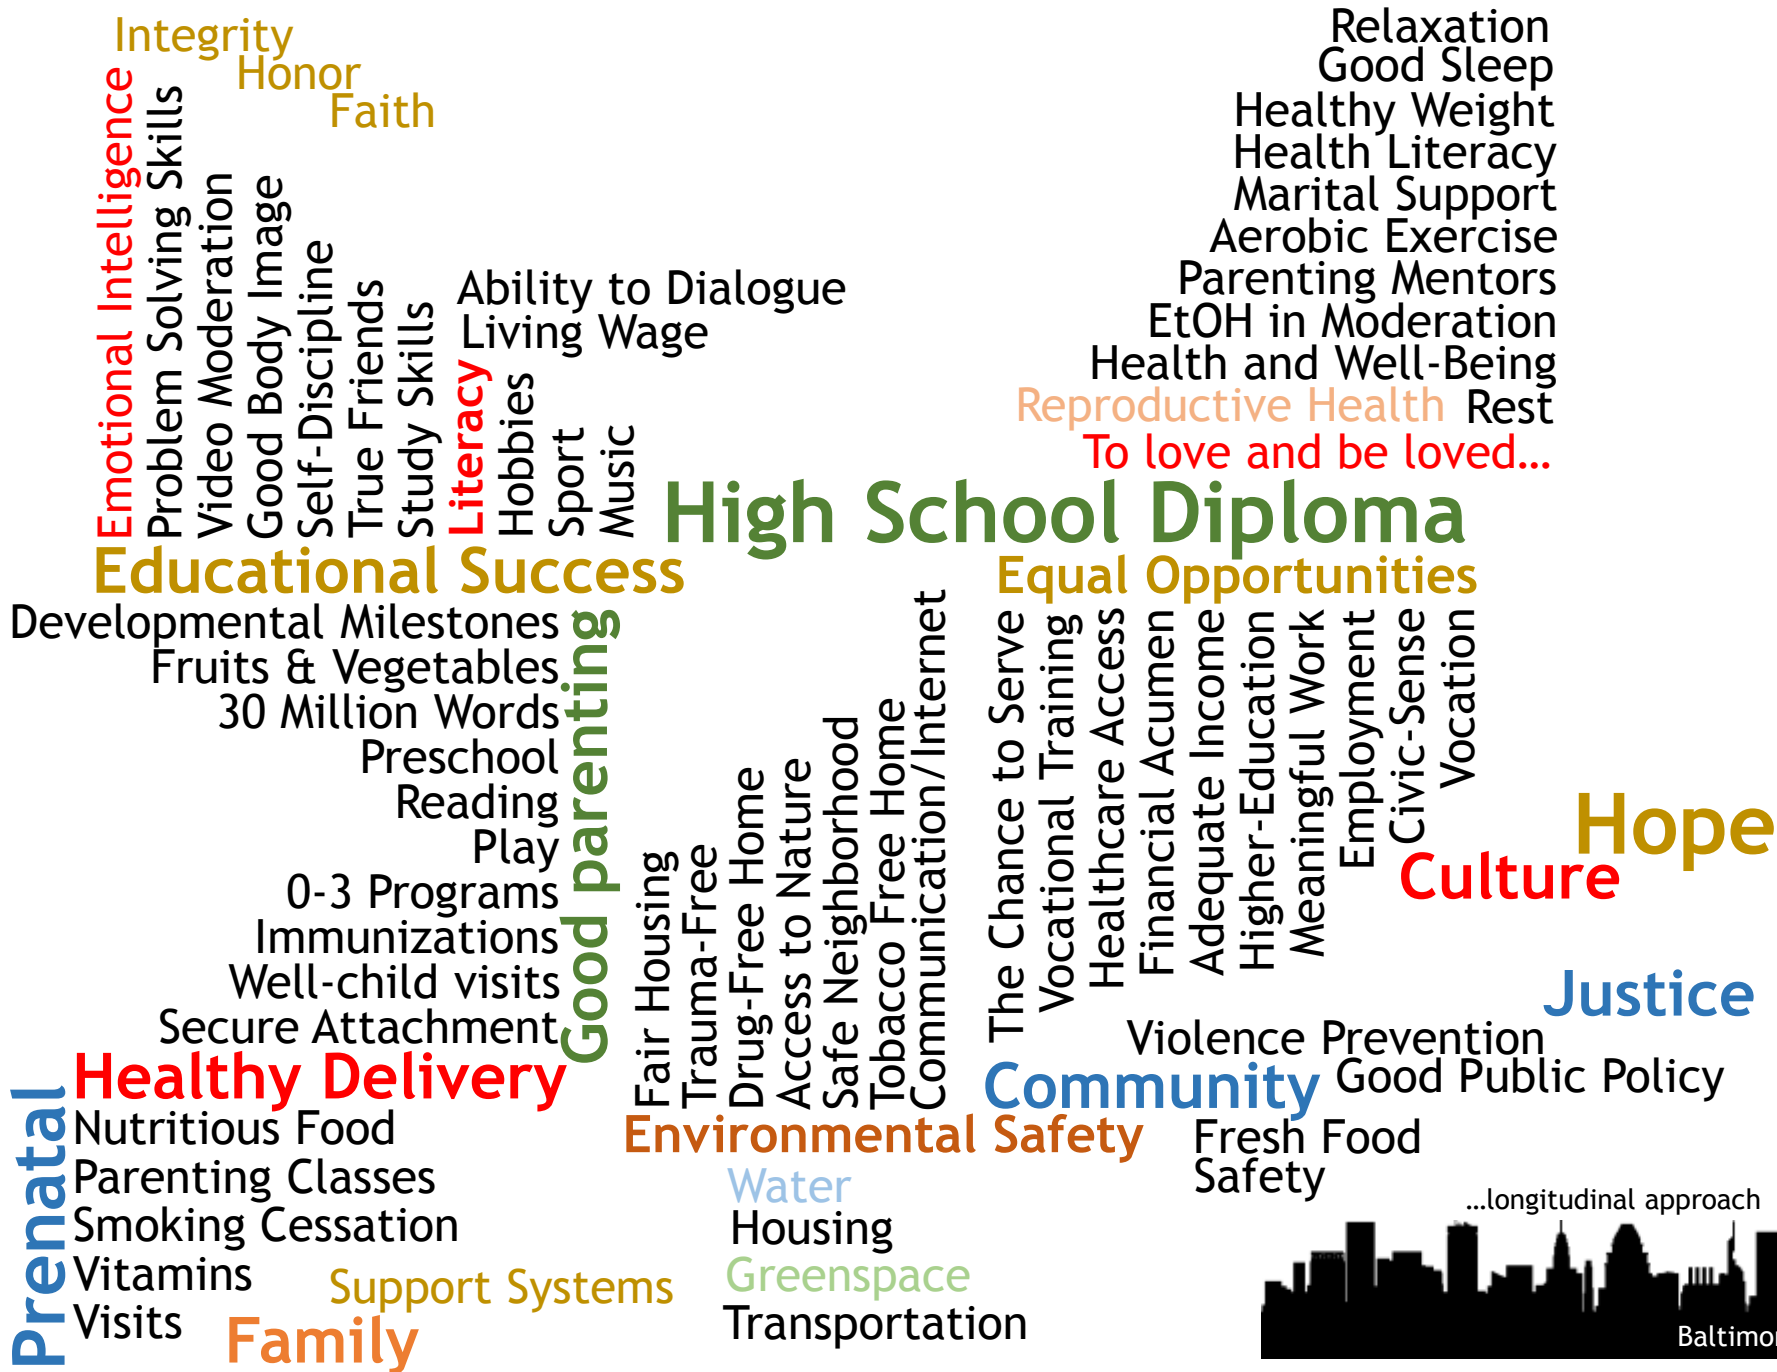 Integrity
Honor
Faith
Emotional Intelligence
Problem Solving Skills
Video Moderation
Good Body Image
Self-Discipline
True Friends
Study Skills
Literacy
Hobbies
Sport
Music
Ability to Dialogue
Living Wage
Relaxation
Good Sleep
Healthy Weight
Health Literacy
Marital Support
Aerobic Exercise
Parenting Mentors
EtOH in Moderation
Health and Well-Being
Reproductive Health Rest
To love and be loved…
High School Diploma
Educational Success
Equal Opportunities
Developmental Milestones
Fruits & Vegetables
30 Million Words
Preschool
Reading
Play
0-3 Programs
Immunizations
Well-child visits
Secure Attachment
Good parenting
Fair Housing
Trauma-Free
Drug-Free Home
Access to Nature
Safe Neighborhood
Tobacco Free Home
Communication/Internet
The Chance to Serve
Vocational Training
Healthcare Access
Financial Acumen
Adequate Income
Higher-Education
Meaningful Work
Employment
Civic-Sense
Vocation
Hope
Culture
Justice
Violence Prevention
Community
Good Public Policy
Healthy Delivery
Prenatal
Nutritious Food
Parenting Classes
Smoking Cessation
Vitamins
Visits
Support Systems
Family
Environmental Safety
Water
Housing
Greenspace
Transportation
Fresh Food
Safety
…longitudinal approach
Baltimor